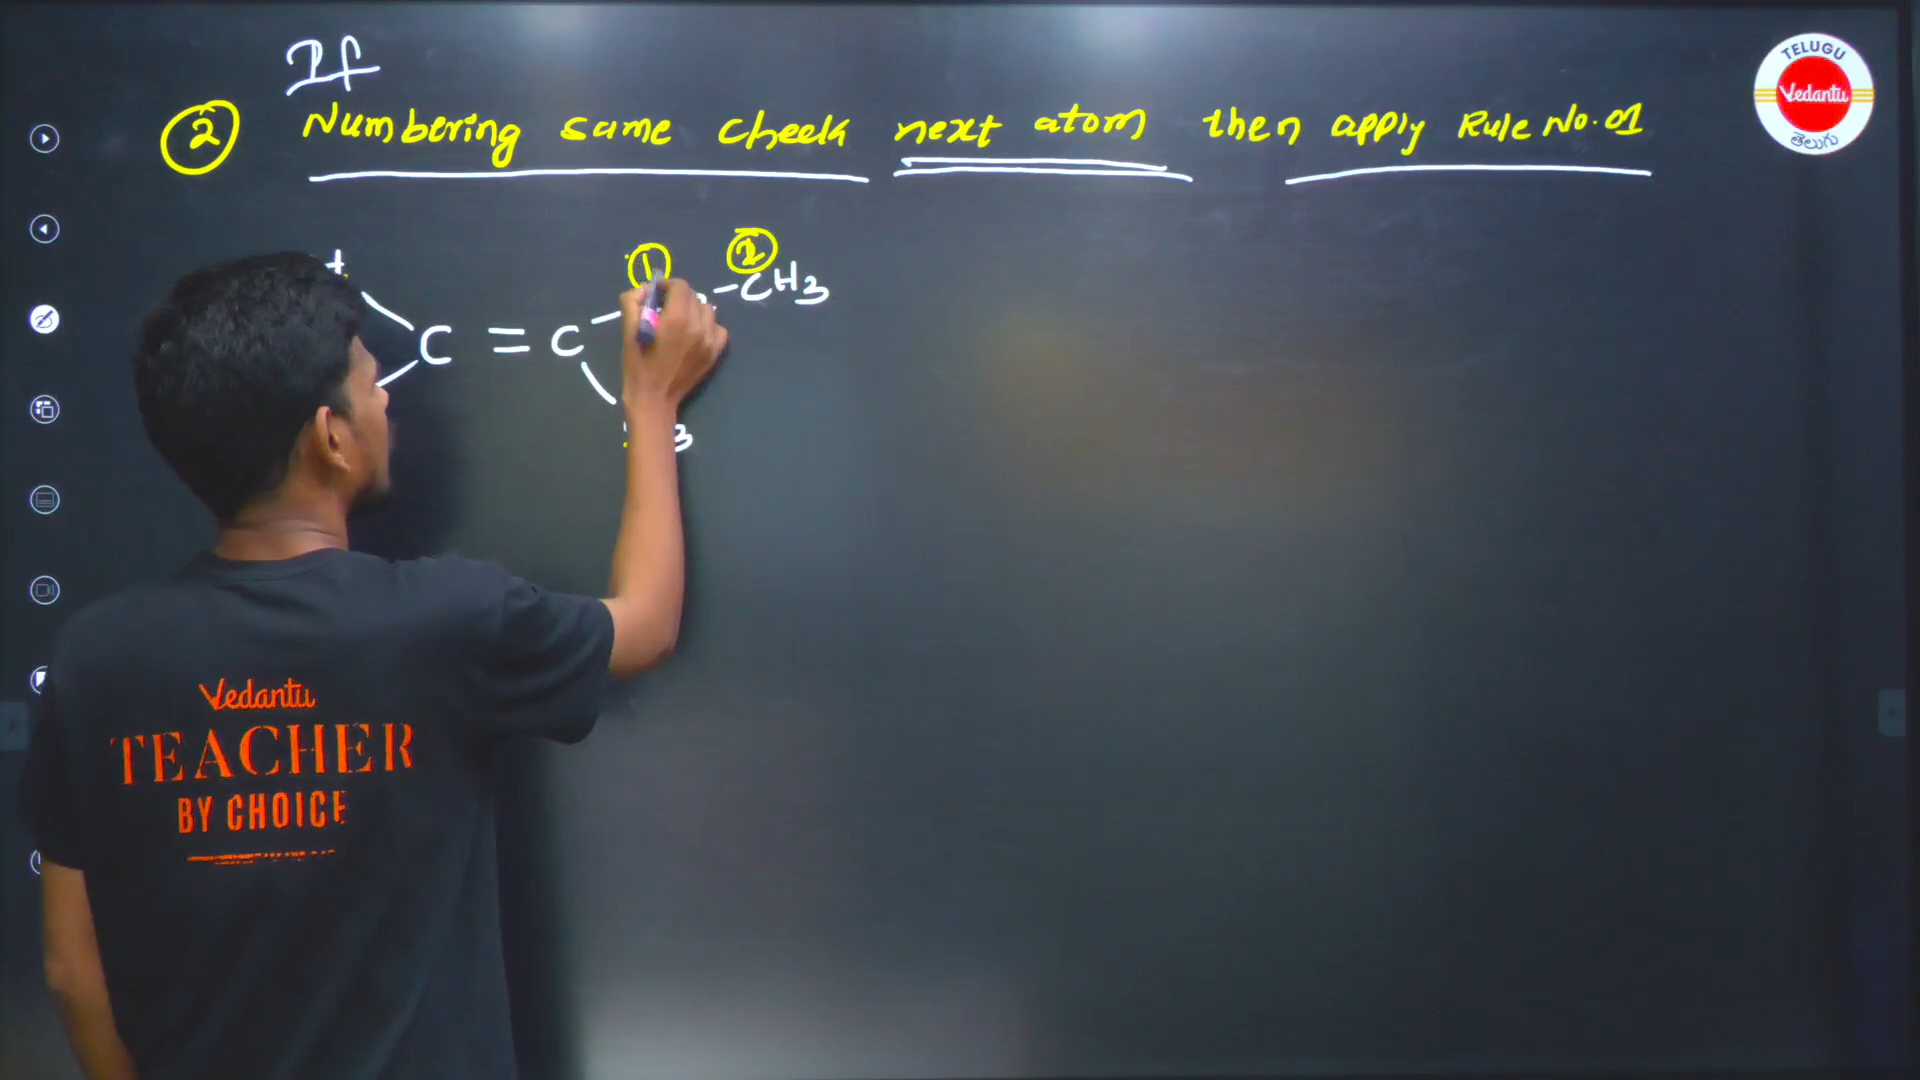 If
② Numbering same check next atom then apply Rule No. 01
TELUGU
Vedantu
తెలుగు
① ②
-CH3
C = C
3
Vedantu
TEACHER
BY CHOICE